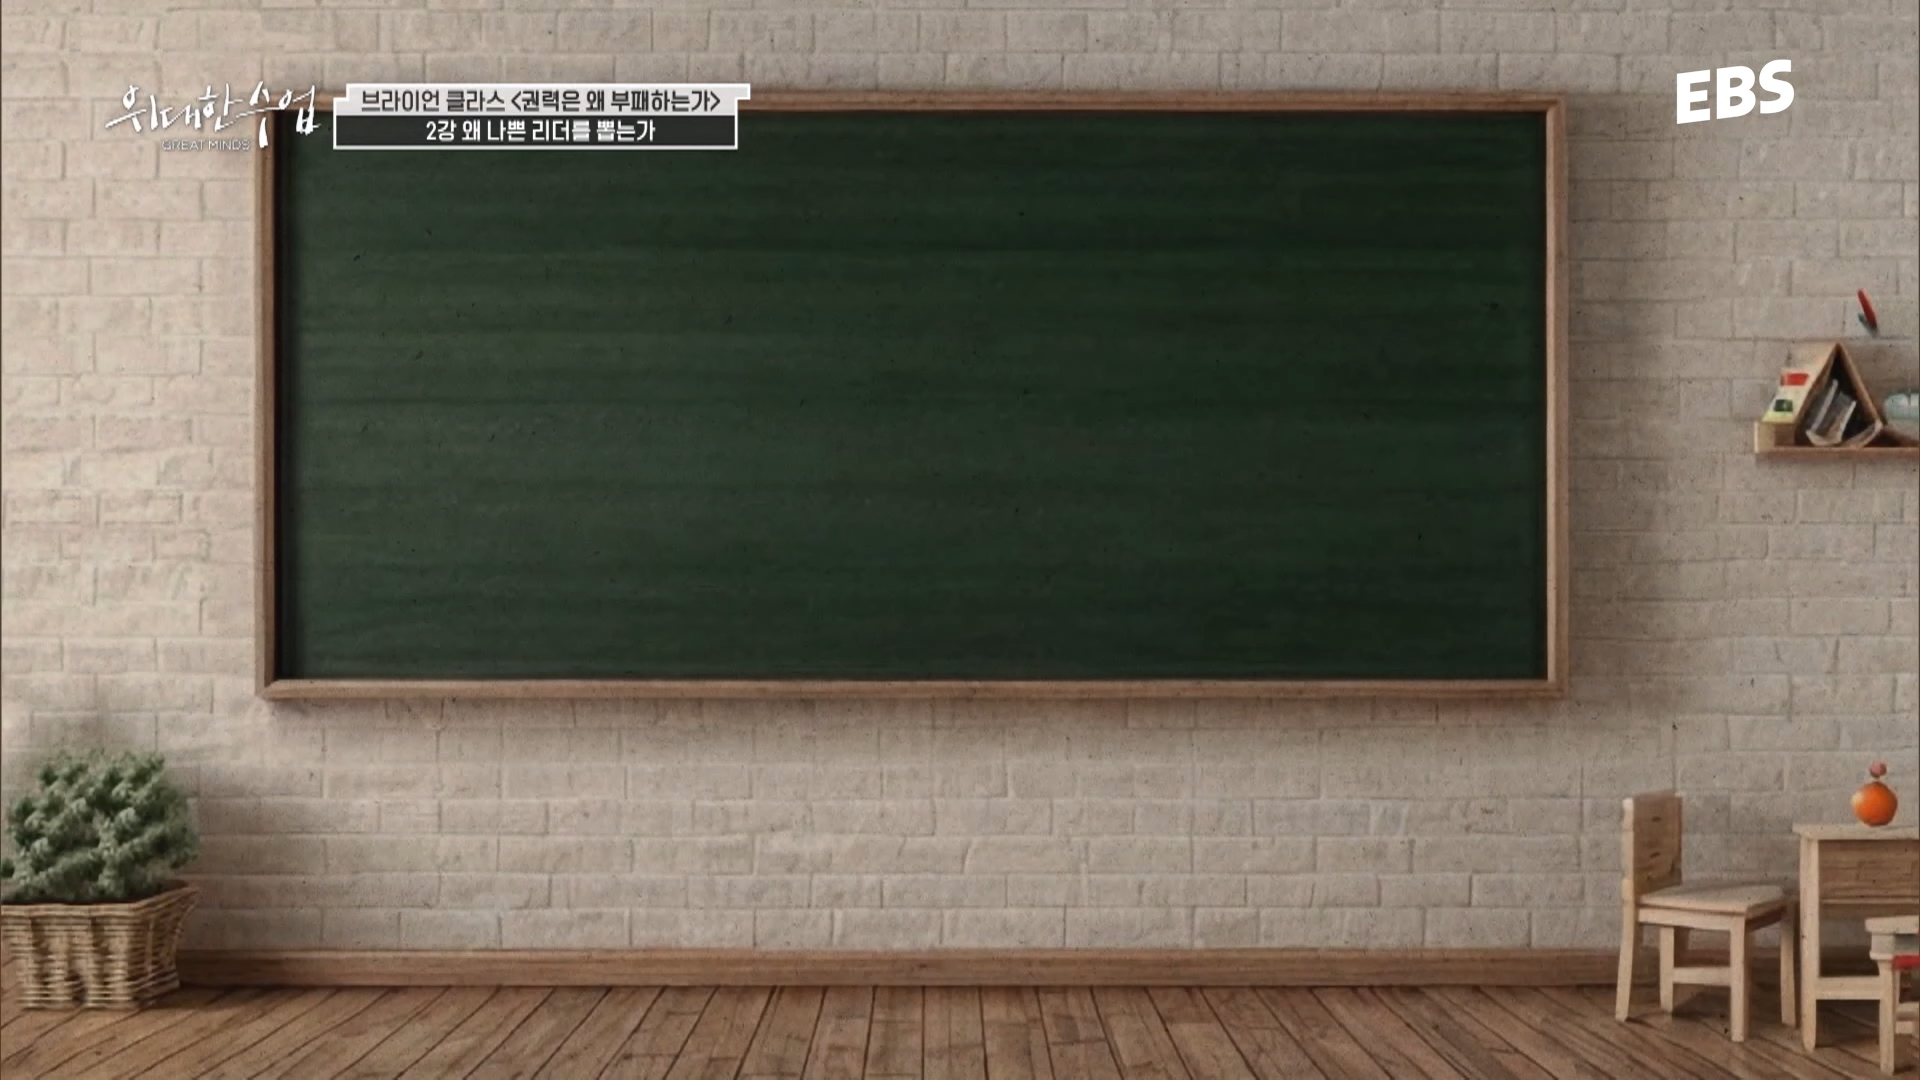 위대한 수업
GREAT MINDS
브라이언 클라스 <권력은 왜 부패하는가>
2강 왜 나쁜 리더를 뽑는가
EBS